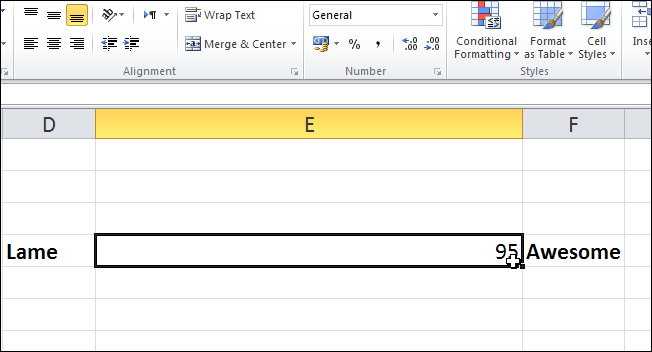 Wrap Text
General
Merge & Center
$ % ,
.0 .00
.00 .0
Conditional
Formatting
Format
as Table
Cell
Styles
Inse
Alignment
Number
Styles
D E F
Lame 95 Awesome